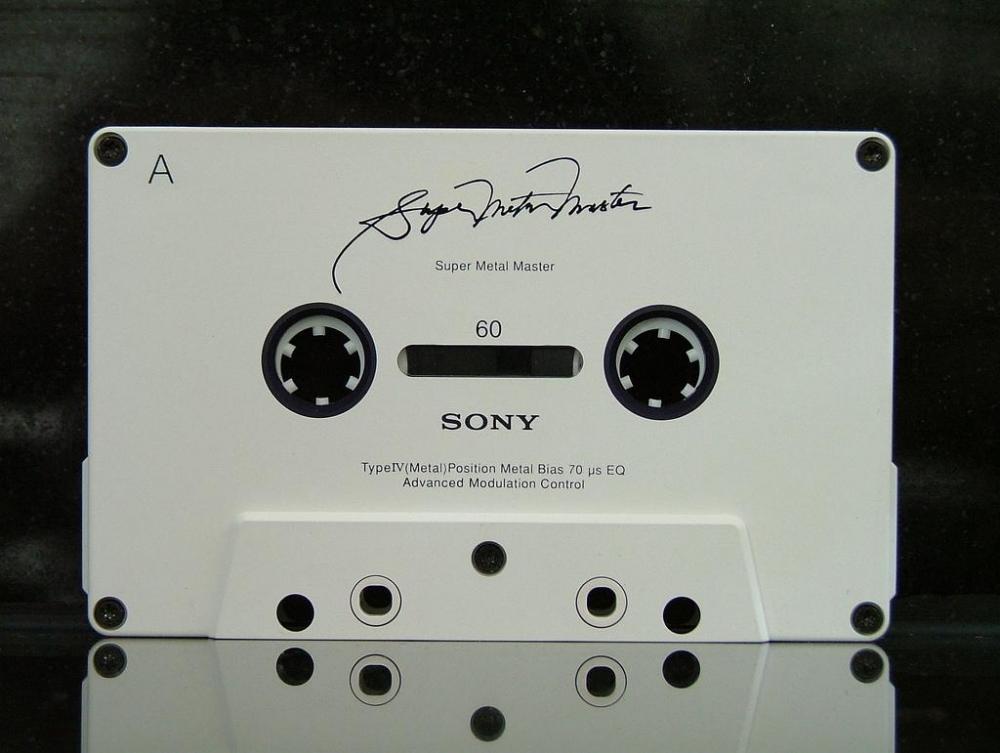 A
Super Metal Master
Super Metal Master
60
SONY
TypeIV(Metal)Position Metal Bias 70 µs EQ
Advanced Modulation Control